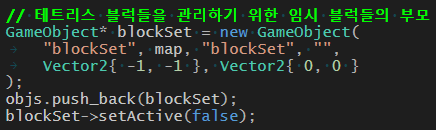 // 테트리스 블럭들을 관리하기 위한 임시 블럭들의 부모
GameObject* blockSet = new GameObject(
"blockSet", map, "blockSet", "",
Vector2{ -1, -1 }, Vector2{ 0, 0 }
);
objs.push_back(blockSet);
blockSet->setActive(false);